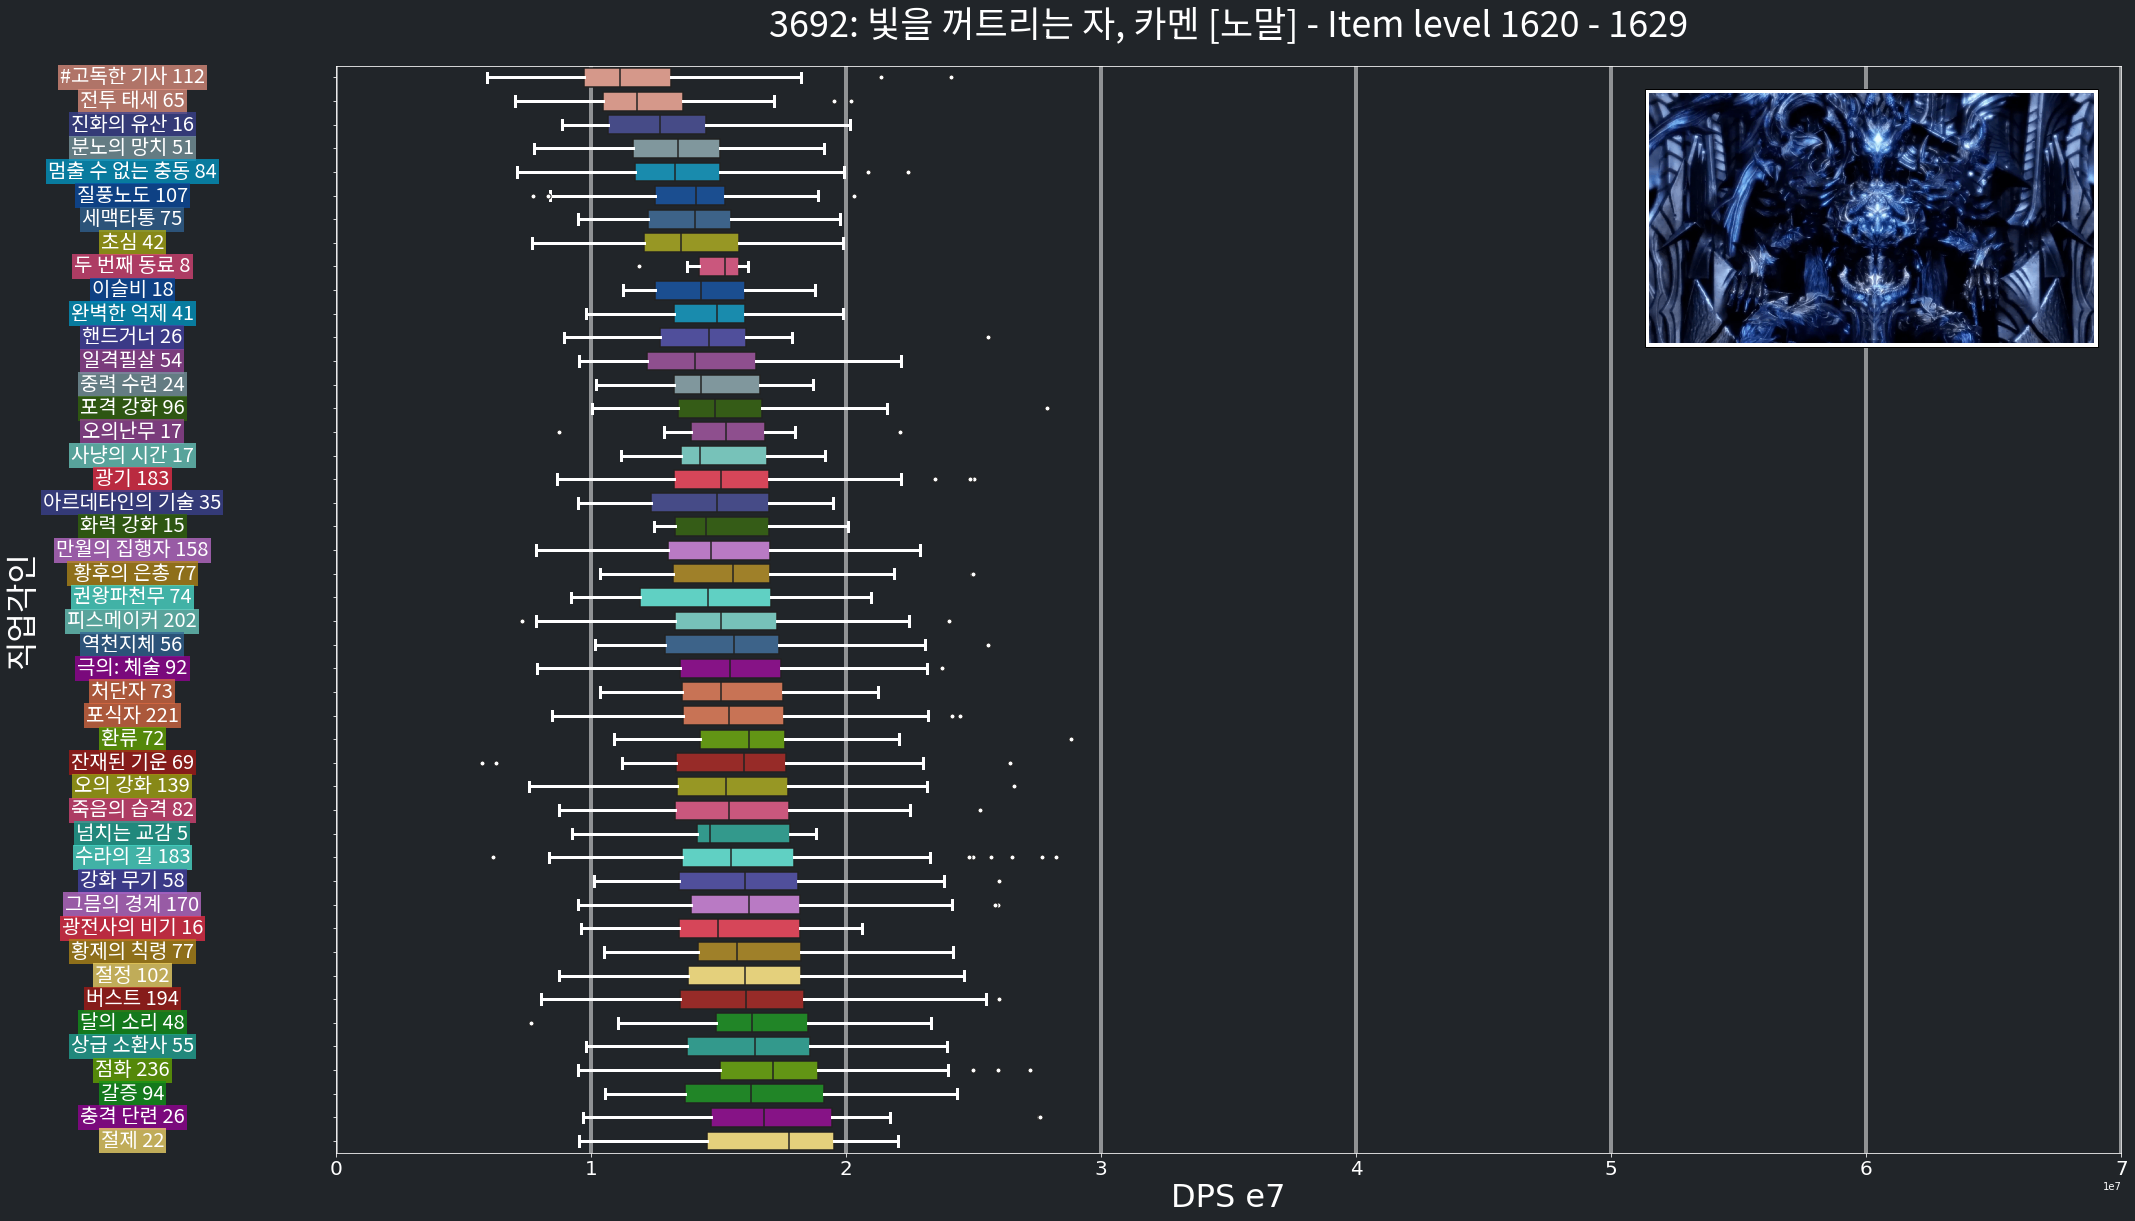 3692: 빛을 꺼트리는 자, 카멘 [노말] - Item level 1620 - 1629
직업각인
#고독한 기사 112
전투 태세 65
진화의 유산 16
분노의 망치 51
멈출 수 없는 충동 84
질풍노도 107
세맥타통 75
초심 42
두 번째 동료 8
이슬비 18
완벽한 억제 41
핸드거너 26
일격필살 54
중력 수련 24
포격 강화 96
오의난무 17
사냥의 시간 17
광기 183
아르데타인의 기술 35
화력 강화 15
만월의 집행자 158
황후의 은총 77
권왕파천무 74
피스메이커 202
역천지체 56
극의: 체술 92
처단자 73
포식자 221
환류 72
잔재된 기운 69
오의 강화 139
죽음의 습격 82
넘치는 교감 5
수라의 길 183
강화 무기 58
그믐의 경계 170
광전사의 비기 16
황제의 칙령 77
절정 102
버스트 194
달의 소리 48
상급 소환사 55
점화 236
갈증 94
충격 단련 26
절제 22
0 1 2 3 4 5 6 7
1e7
DPS e7